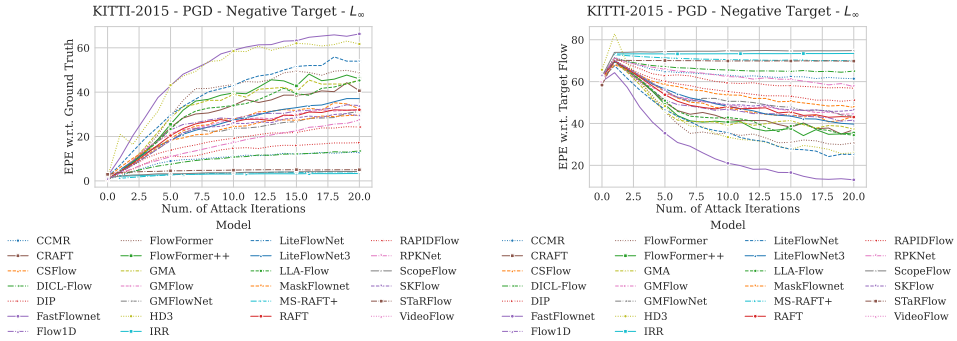 KITTI-2015 - PGD - Negative Target - L∞
EPE w.r.t. Ground Truth
60
40
20
0
0.0 2.5 5.0 7.5 10.0 12.5 15.0 17.5 20.0
Num. of Attack Iterations
Model
CCMR FlowFormer LiteFlowNet RAPIDFlow
CRAFT FlowFormer++ LiteFlowNet3 RPKNet
CSFlow GMA LLA-Flow ScopeFlow
DICL-Flow GMFlow MaskFlownet SKFlow
DIP GMFlowNet MS-RAFT+ STaRFlow
FastFlownet HD3 RAFT VideoFlow
Flow1D IRR
KITTI-2015 - PGD - Negative Target - L∞
EPE w.r.t. Target Flow
80
60
40
20
0.0 2.5 5.0 7.5 10.0 12.5 15.0 17.5 20.0
Num. of Attack Iterations
Model
CCMR FlowFormer LiteFlowNet RAPIDFlow
CRAFT FlowFormer++ LiteFlowNet3 RPKNet
CSFlow GMA LLA-Flow ScopeFlow
DICL-Flow GMFlow MaskFlownet SKFlow
DIP GMFlowNet MS-RAFT+ STaRFlow
FastFlownet HD3 RAFT VideoFlow
Flow1D IRR